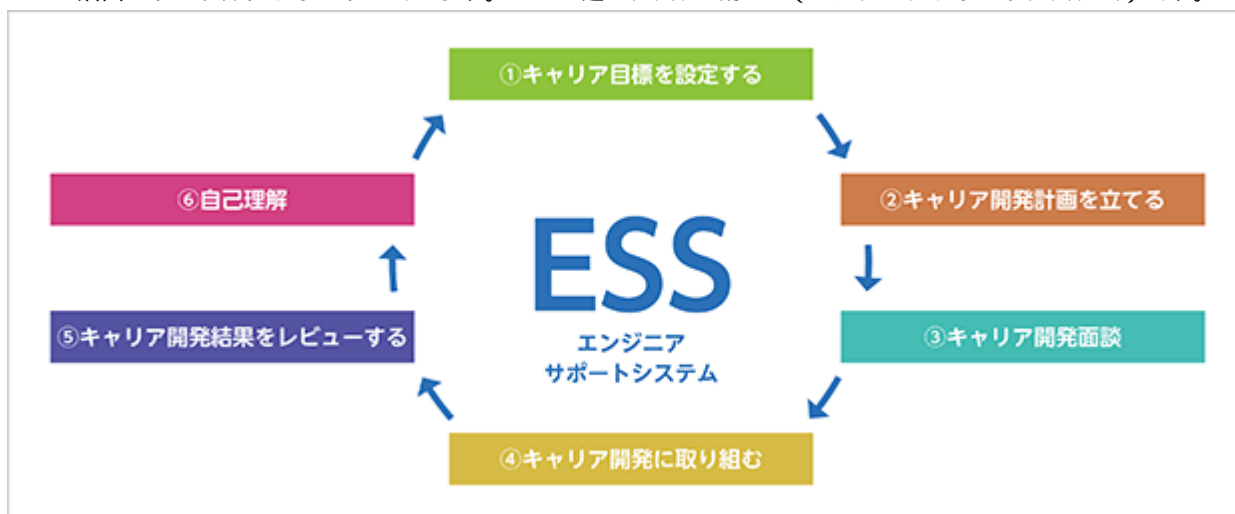 ①キャリア目標を設定する
⑥自己理解
②キャリア開発計画を立てる
ESS
エンジニア
サポートシステム
⑤キャリア開発結果をレビューする
③キャリア開発面談
④キャリア開発に取り組む